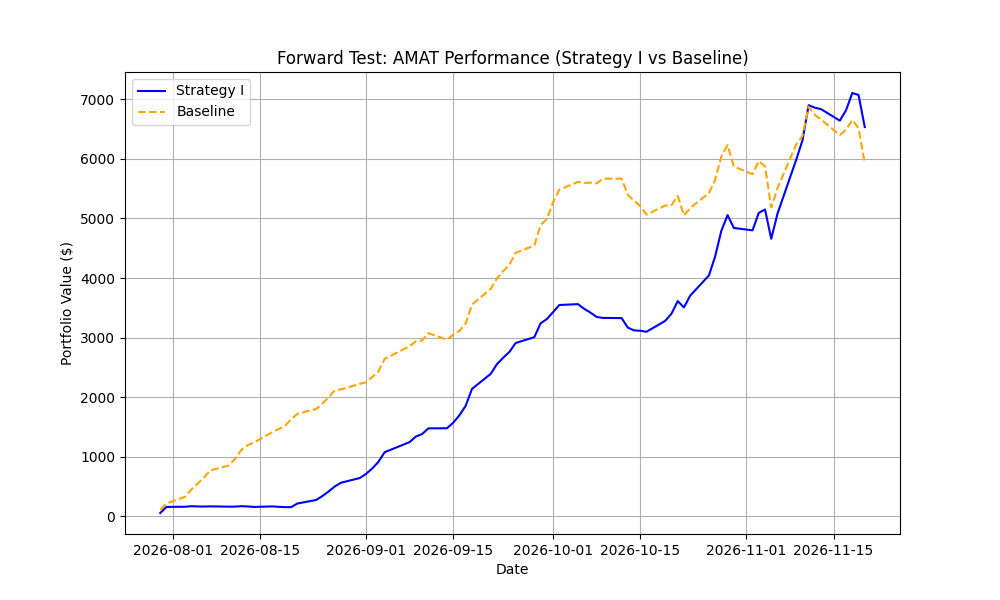 Forward Test: AMAT Performance (Strategy I vs Baseline)
Strategy I
Baseline
Portfolio Value ($)
7000
6000
5000
4000
3000
2000
1000
0
2026-08-01 2026-08-15 2026-09-01 2026-09-15 2026-10-01 2026-10-15 2026-11-01 2026-11-15
Date